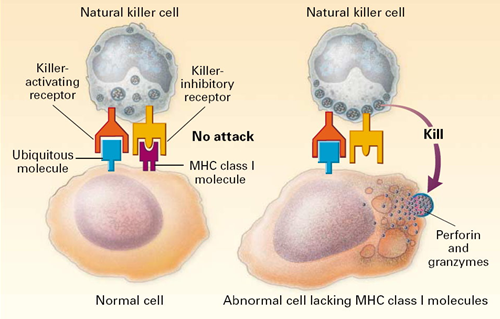 Natural killer cell
Natural killer cell
Killer-
activating
receptor
Killer-
inhibitory
receptor
No attack
Kill
Ubiquitous
molecule
MHC class I
molecule
Perforin
and
granzymes
Normal cell
Abnormal cell lacking MHC class I molecules